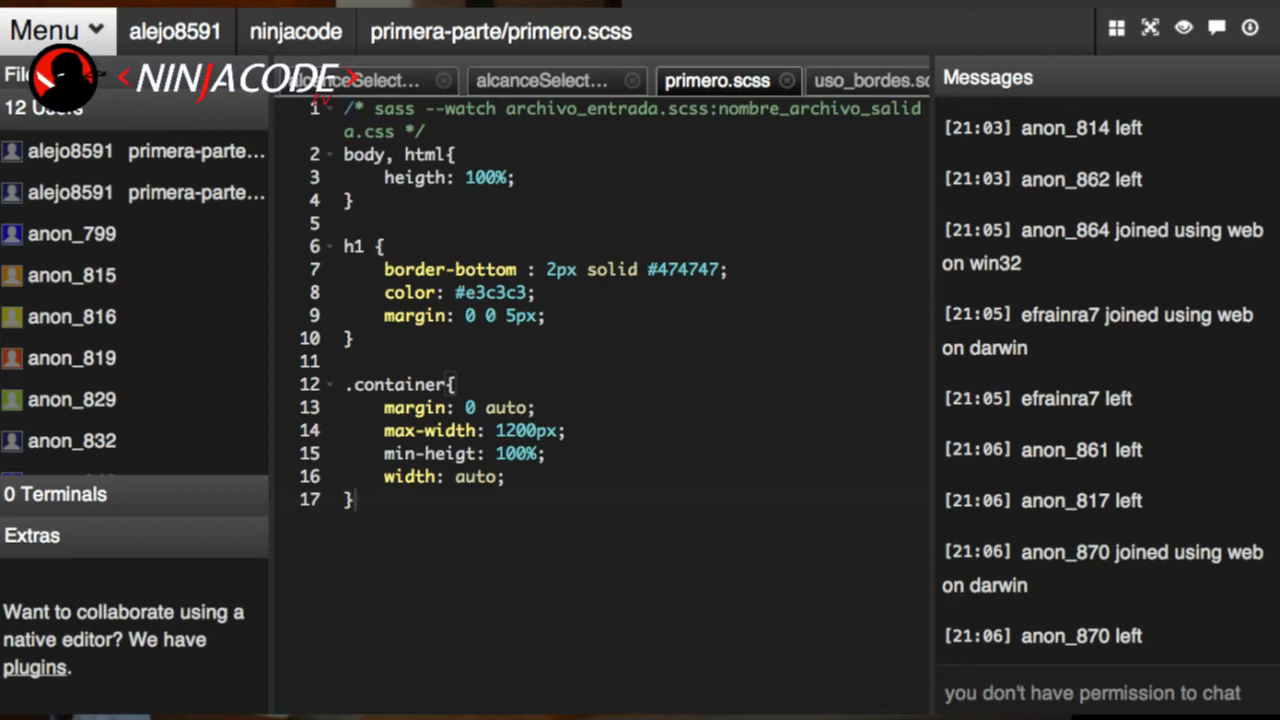 Menu alejo8591 ninjacode primera-parte/primero.scss
File
<NINJACODE>
tv
12 Users
alejo8591 primera-parte...
alejo8591 primera-parte...
anon_799
anon_815
anon_816
anon_819
anon_829
anon_832
0 Terminals
Extras
Want to collaborate using a
native editor? We have
plugins.
alcanceSelect... alcanceSelect... primero.scss uso_bordes.sc
1 /* sass --watch archivo_entrada.scss:nombre_archivo_salid
a.css */
2 body, html{
3 heigth: 100%;
4 }
5
6 h1 {
7 border-bottom : 2px solid #474747;
8 color: #e3c3c3;
9 margin: 0 0 5px;
10 }
11
12 .container{
13 margin: 0 auto;
14 max-width: 1200px;
15 min-heigt: 100%;
16 width: auto;
17 }
Messages
[21:03] anon_814 left
[21:03] anon_862 left
[21:05] anon_864 joined using web
on win32
[21:05] efrainra7 joined using web
on darwin
[21:05] efrainra7 left
[21:06] anon_861 left
[21:06] anon_817 left
[21:06] anon_870 joined using web
on darwin
[21:06] anon_870 left
you don't have permission to chat